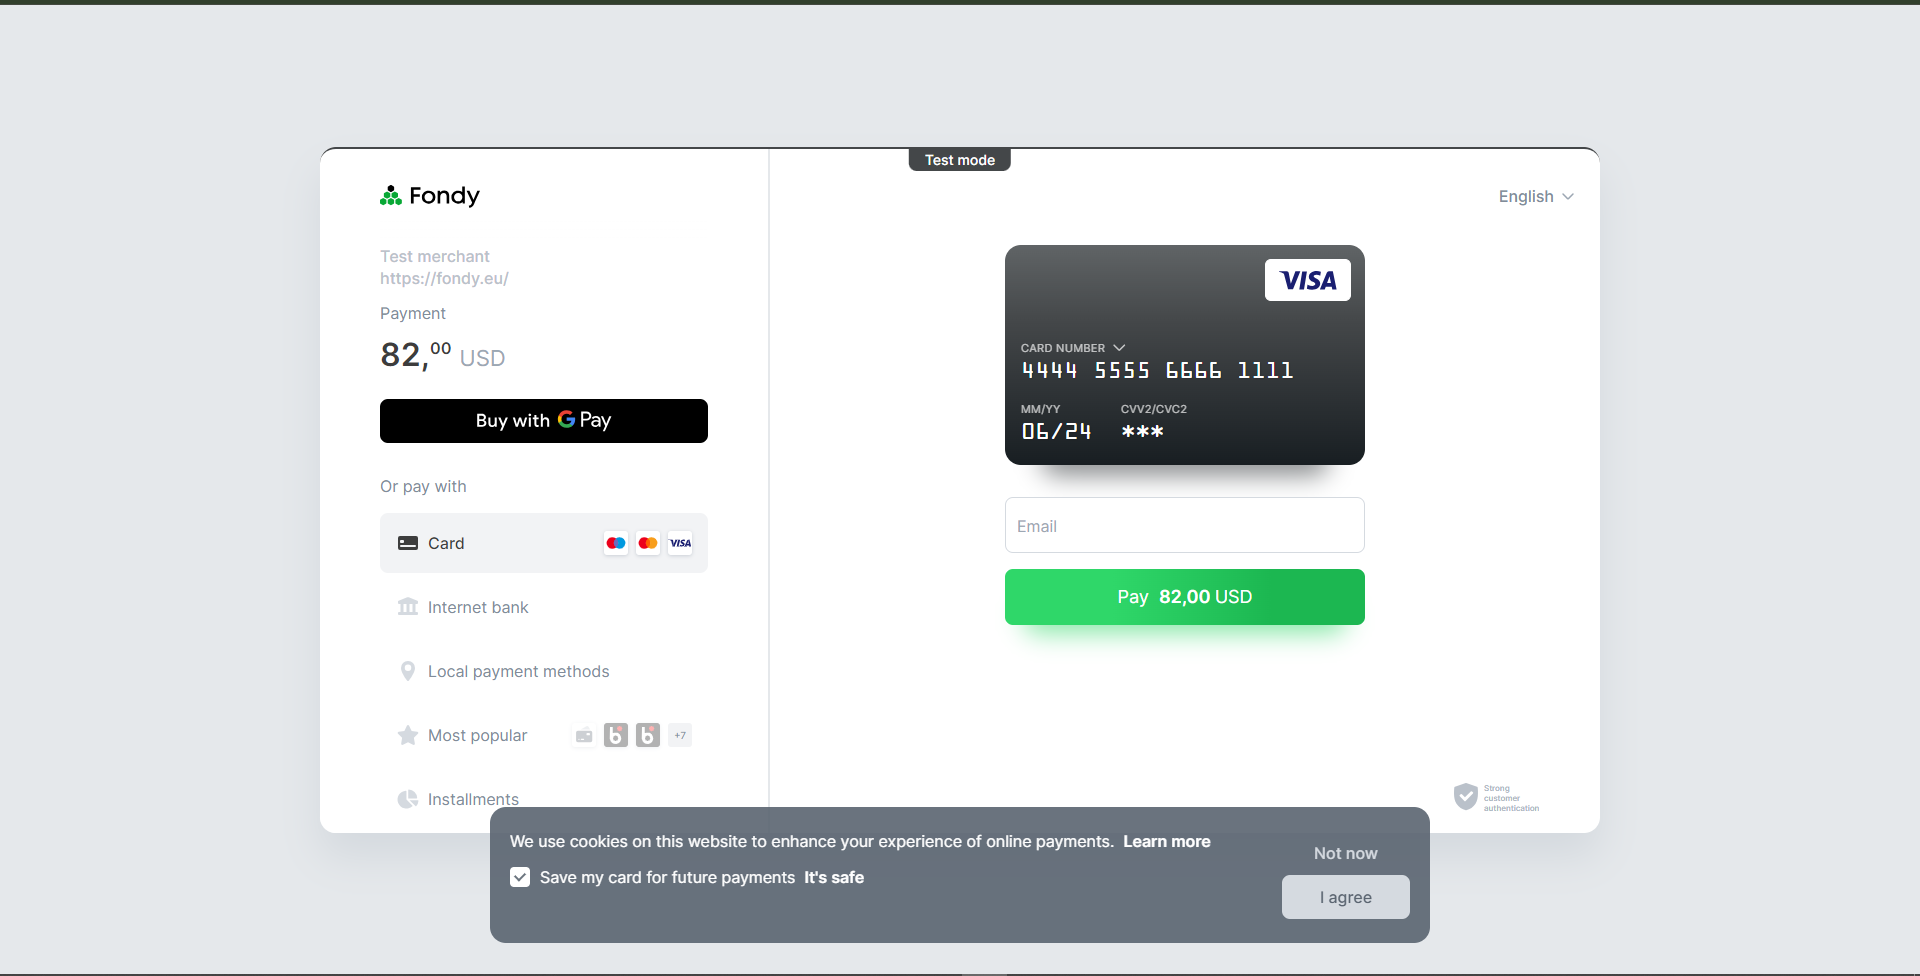 Test mode
Fondy
English
Test merchant
https://fondy.eu/
Payment
82,00 USD
Buy with G Pay
Or pay with
Card
VISA
Internet bank
Local payment methods
Most popular
b b +7
Installments
VISA
CARD NUMBER
4444 5555 6666 1111
MM/YY CVV2/CVC2
06/24 ***
Email
Pay 82,00 USD
Strong
customer
authentication
We use cookies on this website to enhance your experience of online payments. Learn more
Save my card for future payments It's safe
Not now
I agree